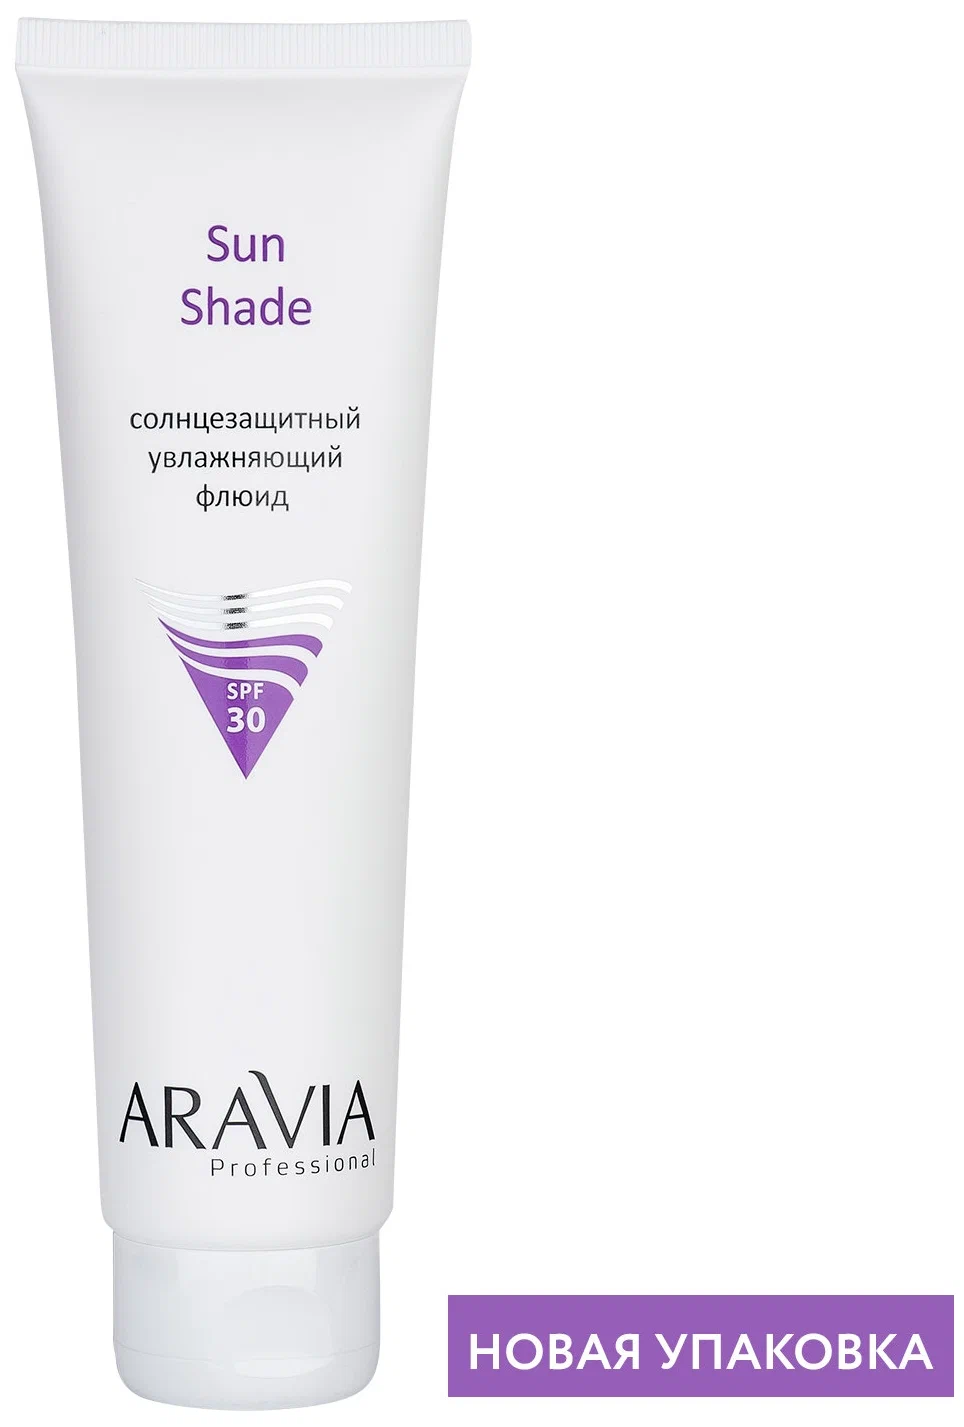 Sun
Shade
солнцезащитный
увлажняющий
флюид
SPF
30
ARAVIA
Professional
НОВАЯ УПАКОВКА